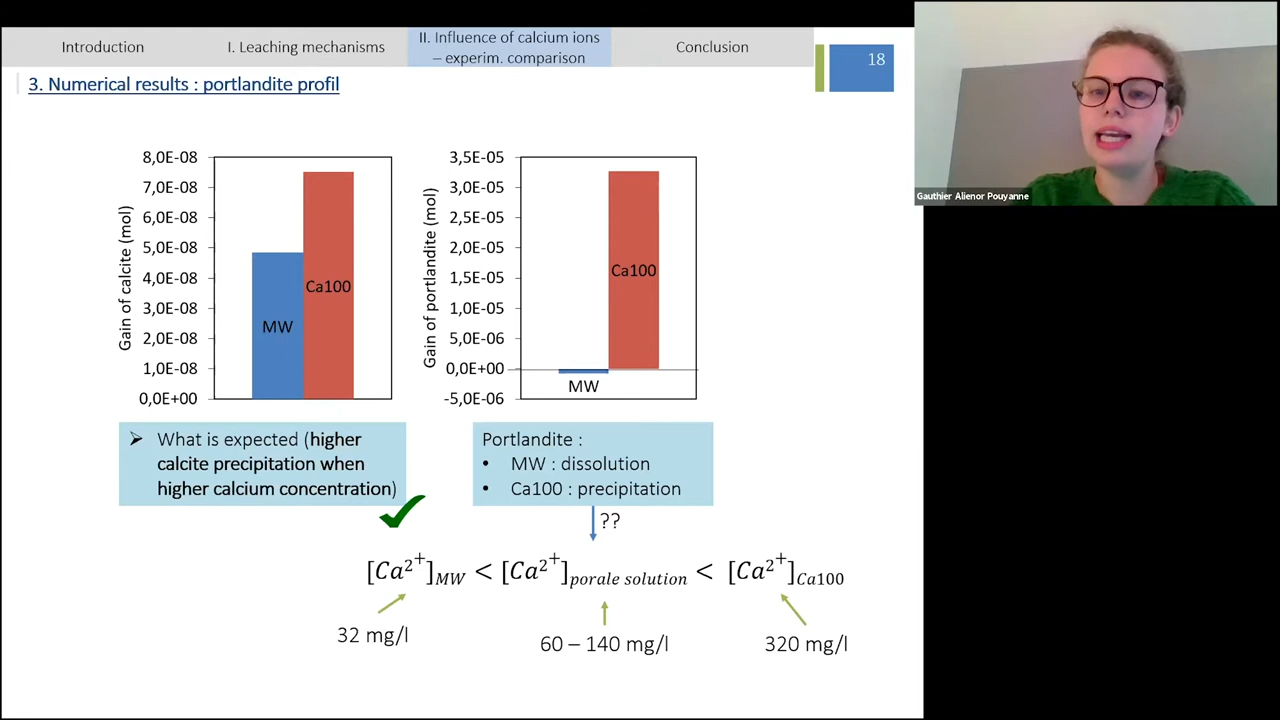 Introduction
I. Leaching mechanisms
II. Influence of calcium ions
– experim. comparison
Conclusion
18
3. Numerical results : portlandite profil
Gauthier Alienor Pouyanne
Gain of calcite (mol)
8,0E-08
7,0E-08
6,0E-08
5,0E-08
4,0E-08
3,0E-08
2,0E-08
1,0E-08
0,0E+00
MW
Ca100
Gain of portlandite (mol)
3,5E-05
3,0E-05
2,5E-05
2,0E-05
1,5E-05
1,0E-05
5,0E-06
0,0E+00
-5,0E-06
MW
Ca100
➢ What is expected (higher
calcite precipitation when
higher calcium concentration)
Portlandite :
• MW : dissolution
• Ca100 : precipitation
??
[Ca²⁺]MW < [Ca²⁺]porale solution < [Ca²⁺]Ca100
32 mg/l
60 – 140 mg/l
320 mg/l